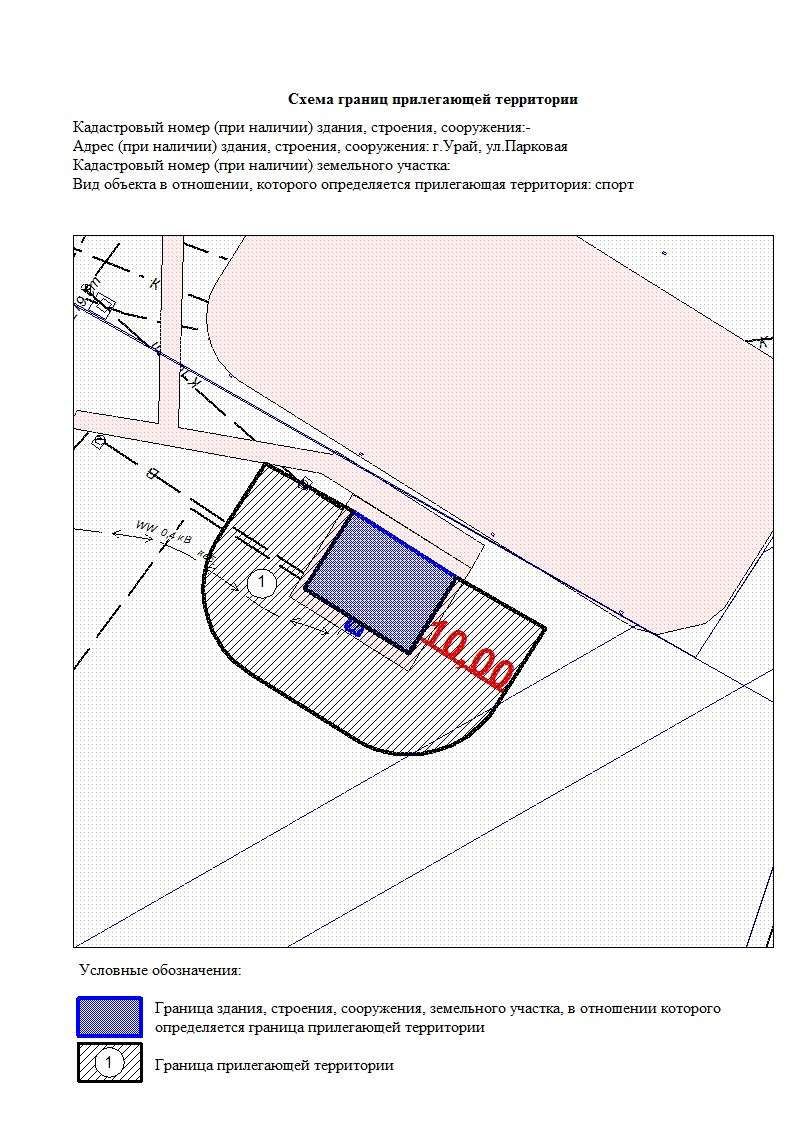 Схема границ прилегающей территории
Кадастровый номер (при наличии) здания, строения, сооружения:-
Адрес (при наличии) здания, строения, сооружения: г.Урай, ул.Парковая
Кадастровый номер (при наличии) земельного участка:
Вид объекта в отношении, которого определяется прилегающая территория: спорт
К
К
К
В
WW 0,4 кВ
1
10,00
Условные обозначения:
Граница здания, строения, сооружения, земельного участка, в отношении которого
определяется граница прилегающей территории
1
Граница прилегающей территории